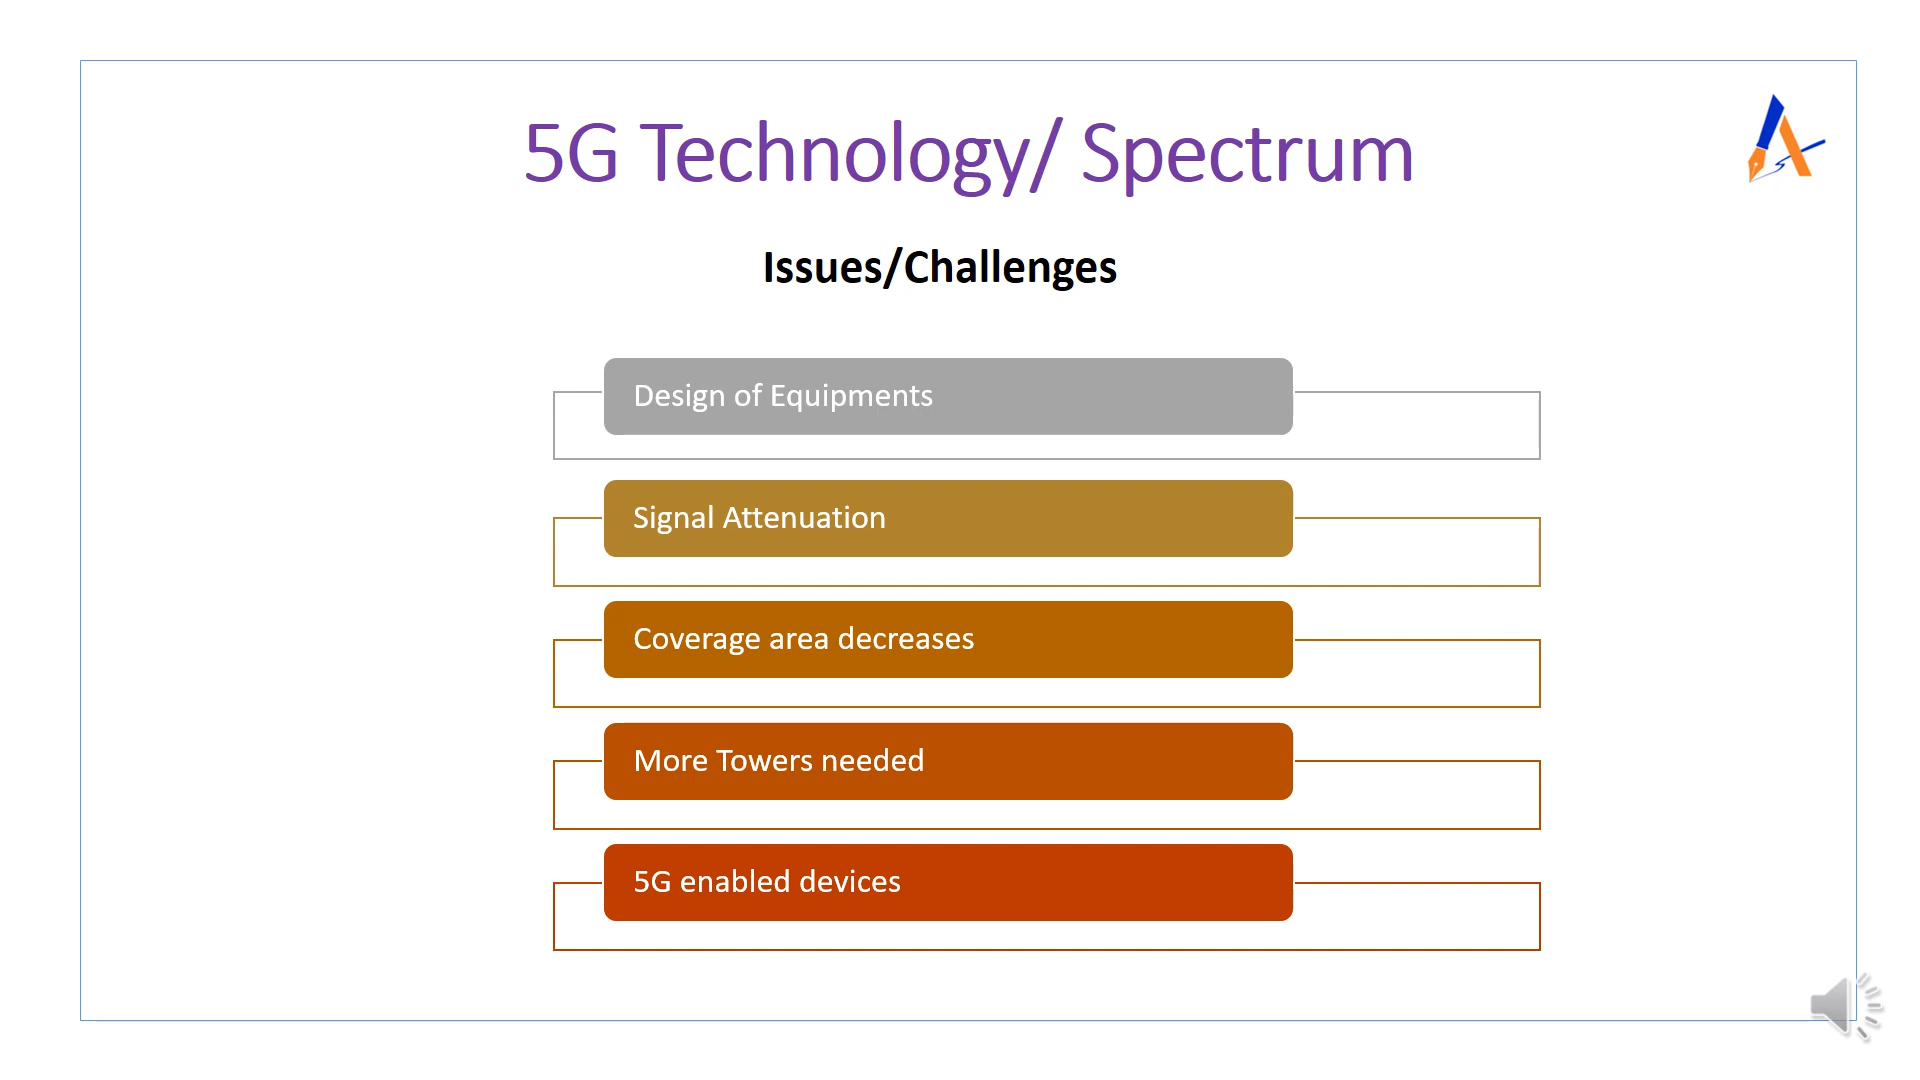 5G Technology/ Spectrum
Issues/Challenges
Design of Equipments
Signal Attenuation
Coverage area decreases
More Towers needed
5G enabled devices